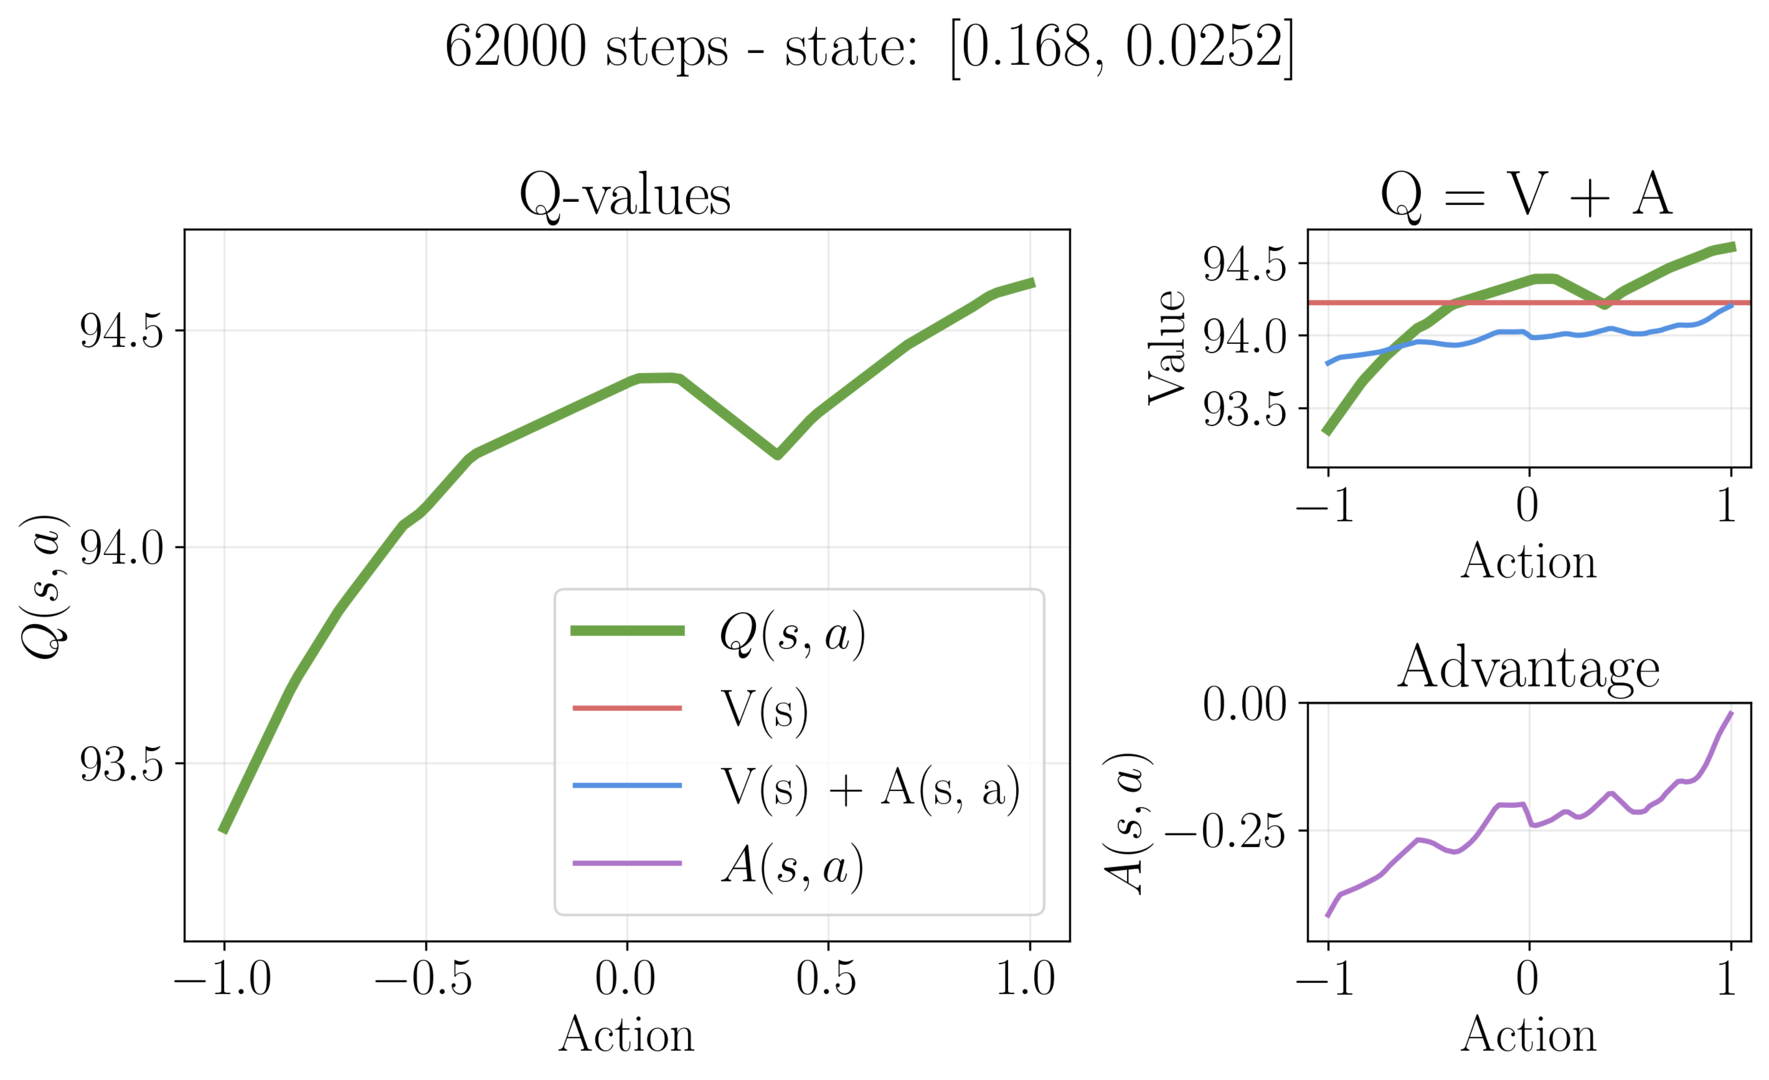 62000 steps - state: [0.168, 0.0252]
Q-values
Q(s, a)
94.5
94.0
93.5
−1.0 −0.5 0.0 0.5 1.0
Action
Q(s, a)
V(s)
V(s) + A(s, a)
A(s, a)
Q = V + A
Value
94.5
94.0
93.5
−1 0 1
Action
Advantage
A(s, a)
0.00
−0.25
−1 0 1
Action